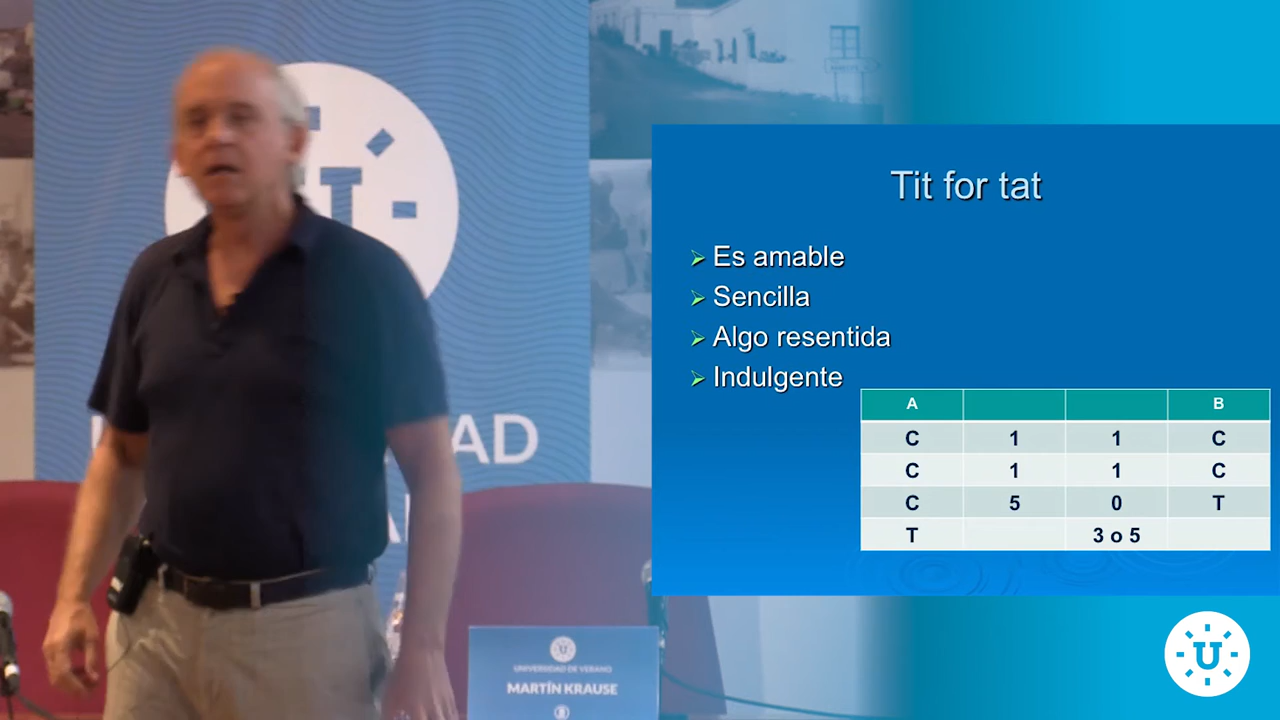 Tit for tat
Es amable
Sencilla
Algo resentida
Indulgente
A B
C 1 1 C
C 1 1 C
C 5 0 T
T 3 o 5
AD
UNIVERSIDAD DE VERANO
MARTÍN KRAUSE
U